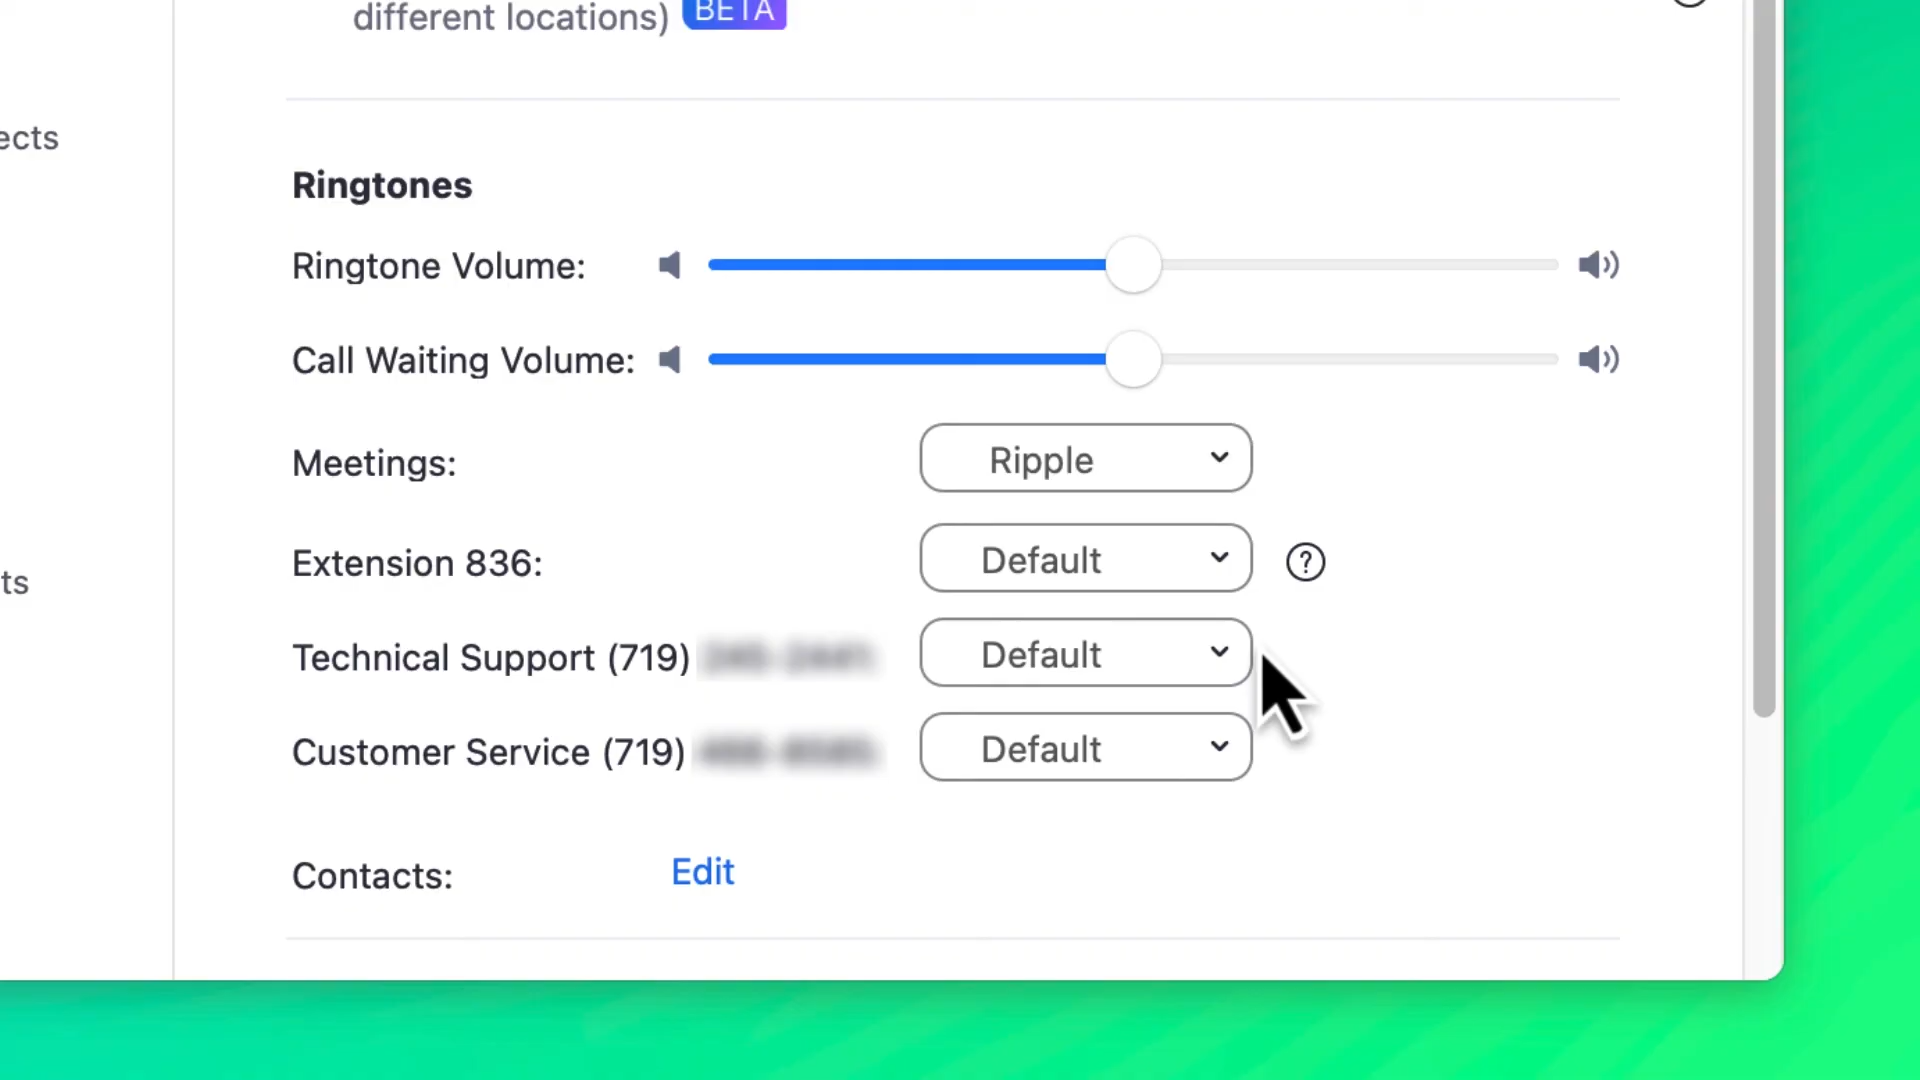 different locations) BETA
ects
Ringtones
Ringtone Volume:
Call Waiting Volume:
Meetings: Ripple
Extension 836: Default ?
ts
Technical Support (719) Default
Customer Service (719) Default
Contacts: Edit